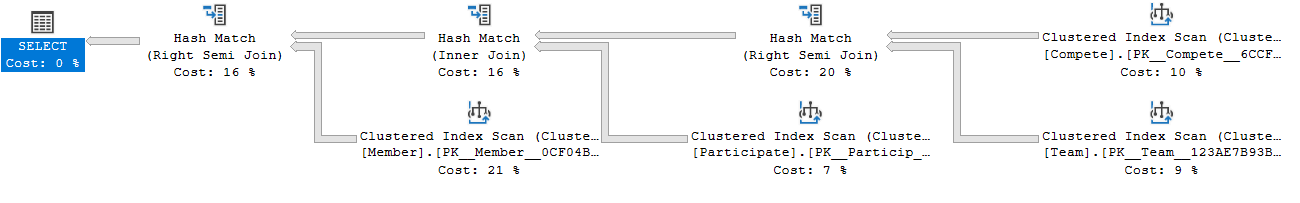 SELECT
Cost: 0 %
Hash Match
(Right Semi Join)
Cost: 16 %
Hash Match
(Inner Join)
Cost: 16 %
Hash Match
(Right Semi Join)
Cost: 20 %
Clustered Index Scan (Cluste…
[Compete].[PK__Compete__6CCF…
Cost: 10 %
Clustered Index Scan (Cluste…
[Member].[PK__Member__0CF04B…
Cost: 21 %
Clustered Index Scan (Cluste…
[Participate].[PK__Particip_…
Cost: 7 %
Clustered Index Scan (Cluste…
[Team].[PK__Team__123AE7B93B…
Cost: 9 %